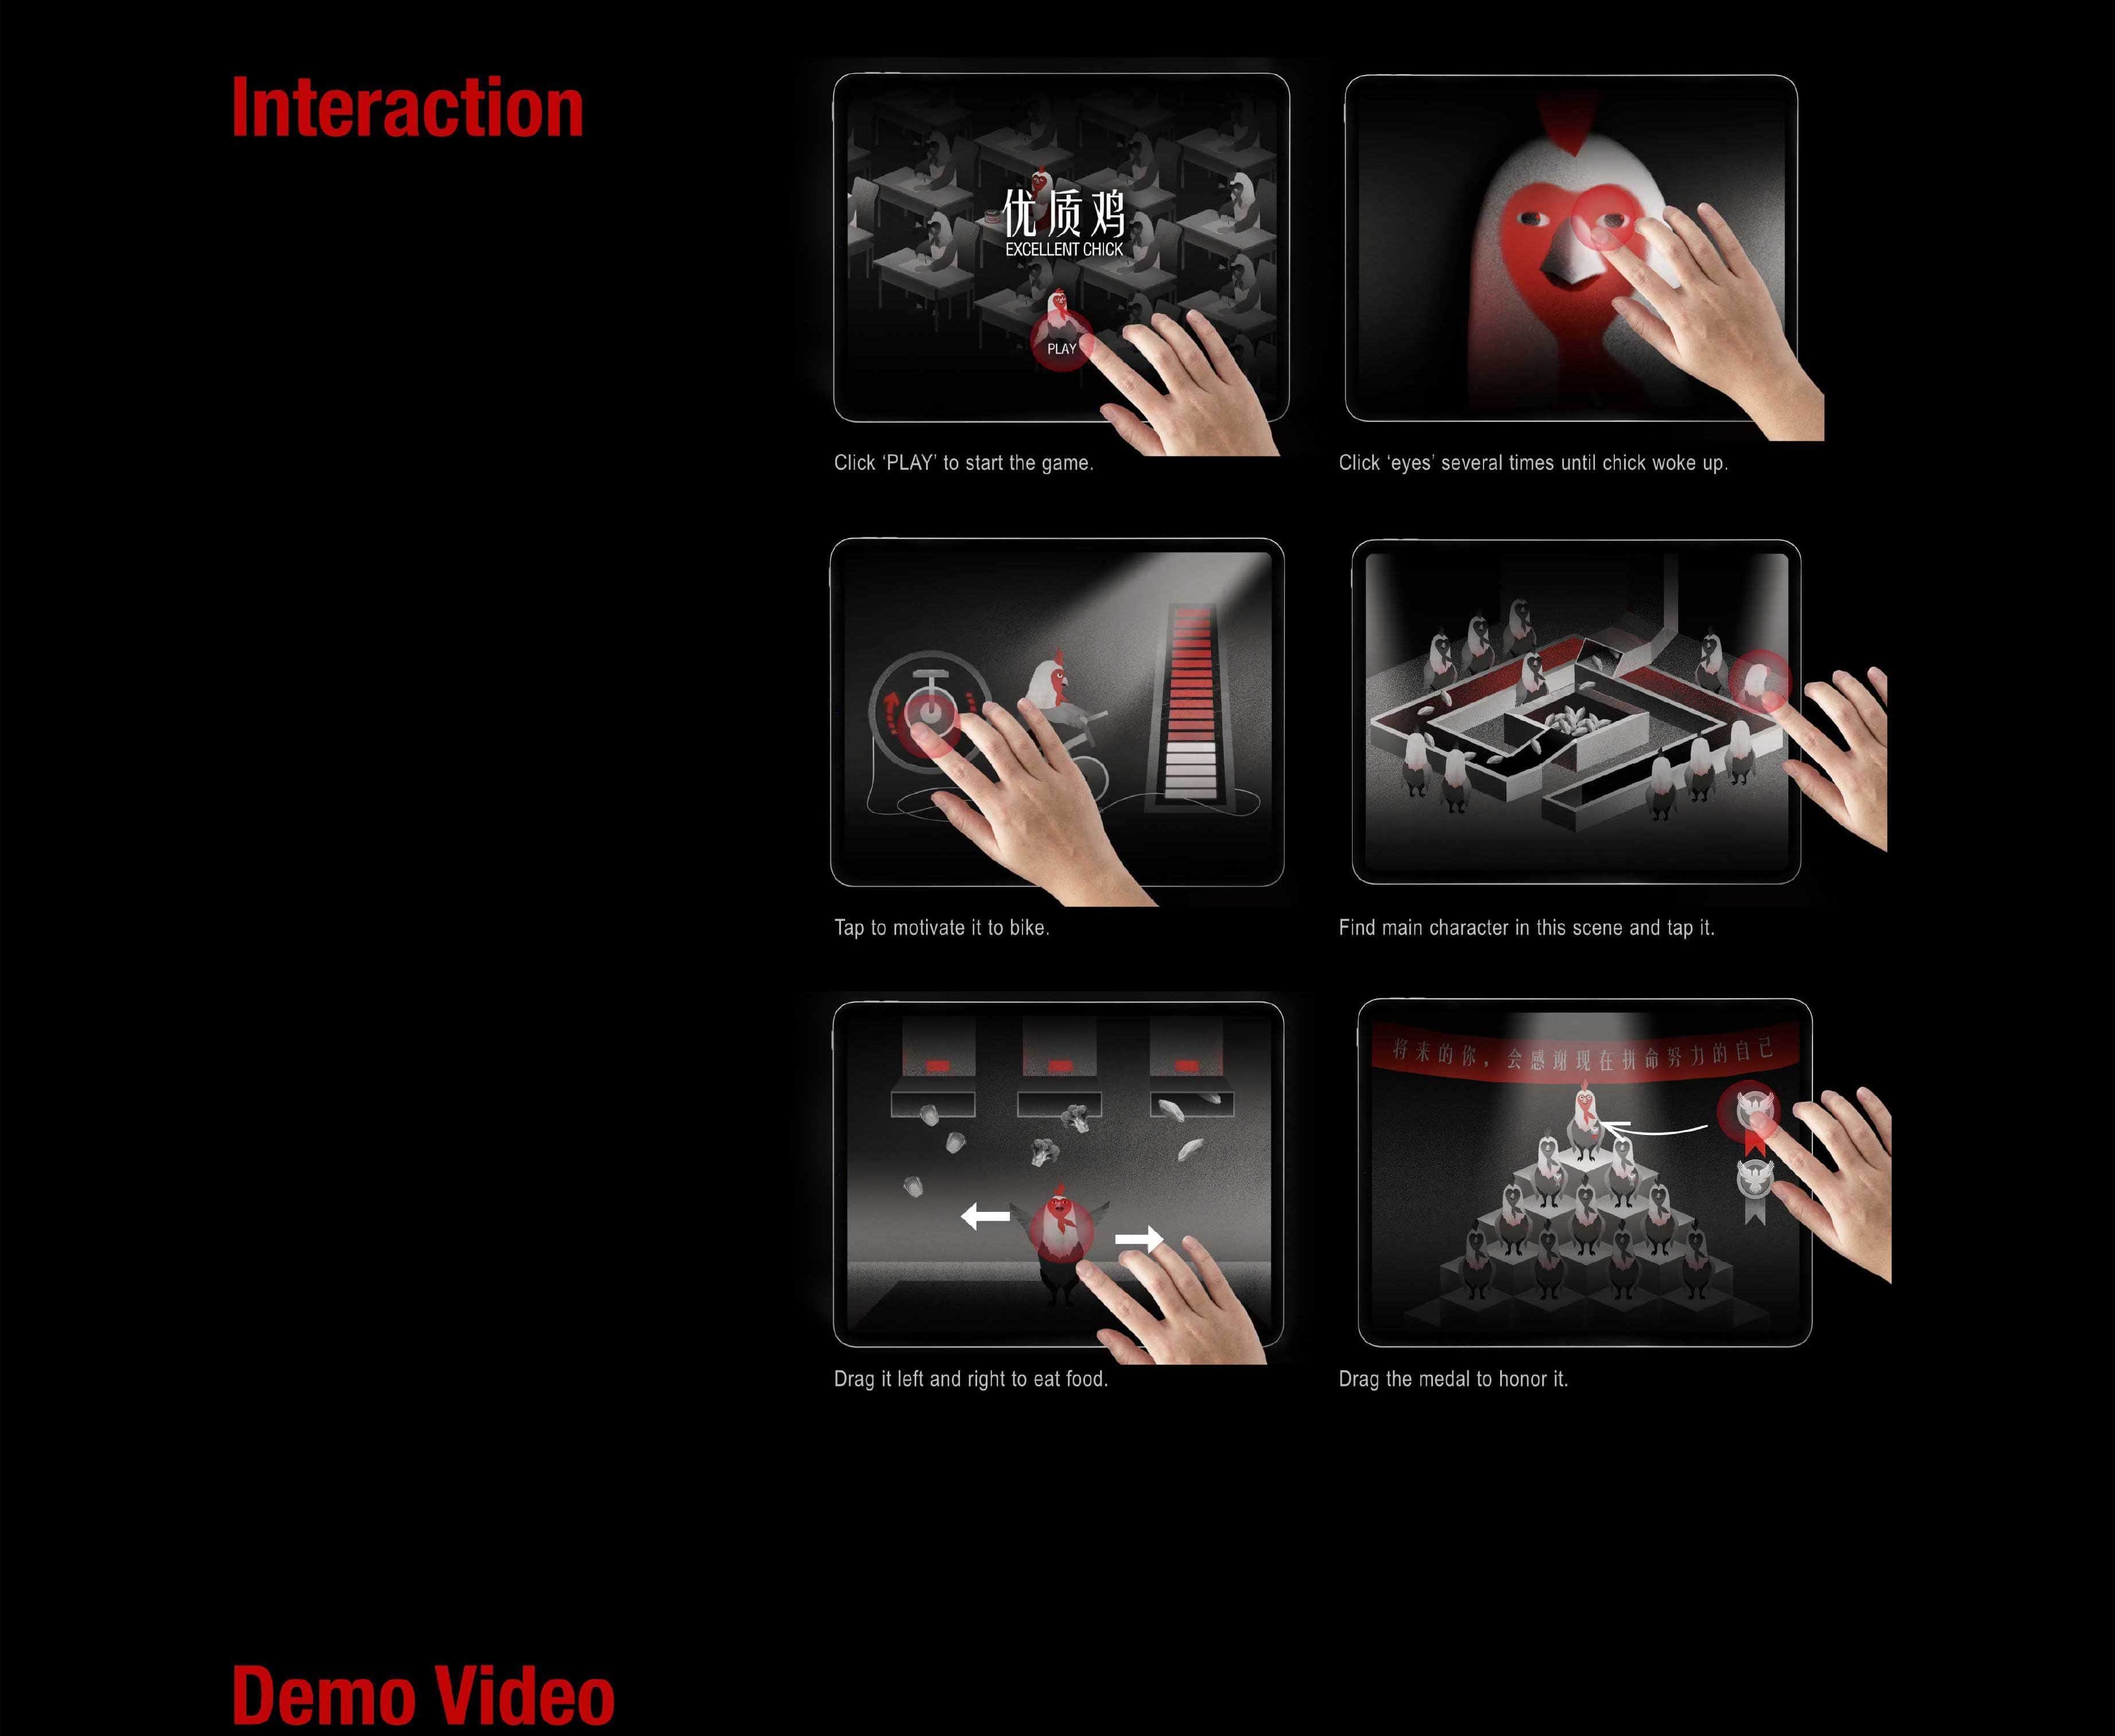 Interaction
优质鸡
EXCELLENT CHICK
PLAY
Click ‘PLAY’ to start the game.
Click ‘eyes’ several times until chick woke up.
Tap to motivate it to bike.
Find main character in this scene and tap it.
将来的你，会感谢现在拼命努力的自己
Drag it left and right to eat food.
Drag the medal to honor it.
Demo Video